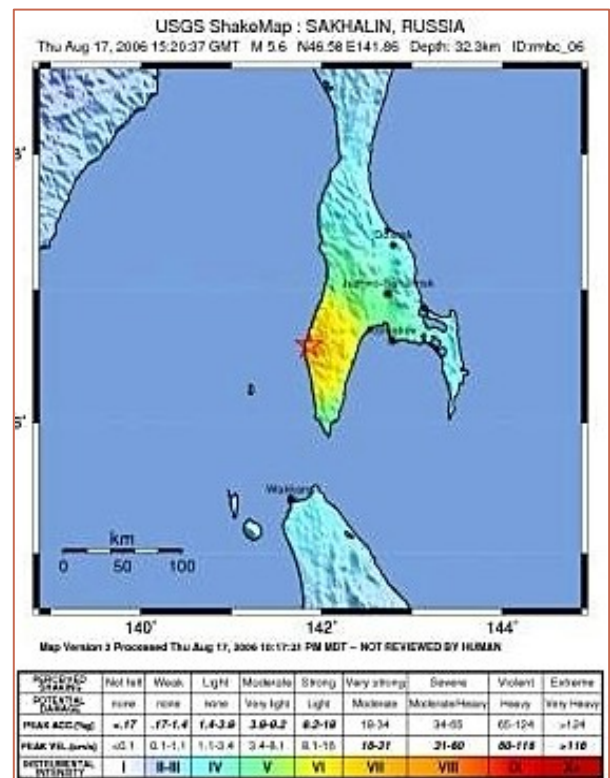 USGS ShakeMap : SAKHALIN, RUSSIA
Thu Aug 17, 2006 15:20:37 GMT M 5.6 N46.58 E141.86 Depth: 32.3km ID:rmbc_06
Wakkanai
km
0 50 100
140° 142° 144°
Map Version 3 Processed Thu Aug 17, 2006 10:17:21 PM MDT -- NOT REVIEWED BY HUMAN
PERCEIVED SHAKING Not felt Weak Light Moderate Strong Very strong Severe Violent Extreme
POTENTIAL DAMAGE none none none Very light Light Moderate Moderate/Heavy Heavy Very Heavy
PEAK ACC.(%g) <.17 .17-1.4 1.4-3.9 3.9-9.2 9.2-18 18-34 34-65 65-124 >124
PEAK VEL.(cm/s) <0.1 0.1-1.1 1.1-3.4 3.4-8.1 8.1-16 16-31 31-60 60-116 >116
INSTRUMENTAL INTENSITY I II-III IV V VI VII VIII IX X+